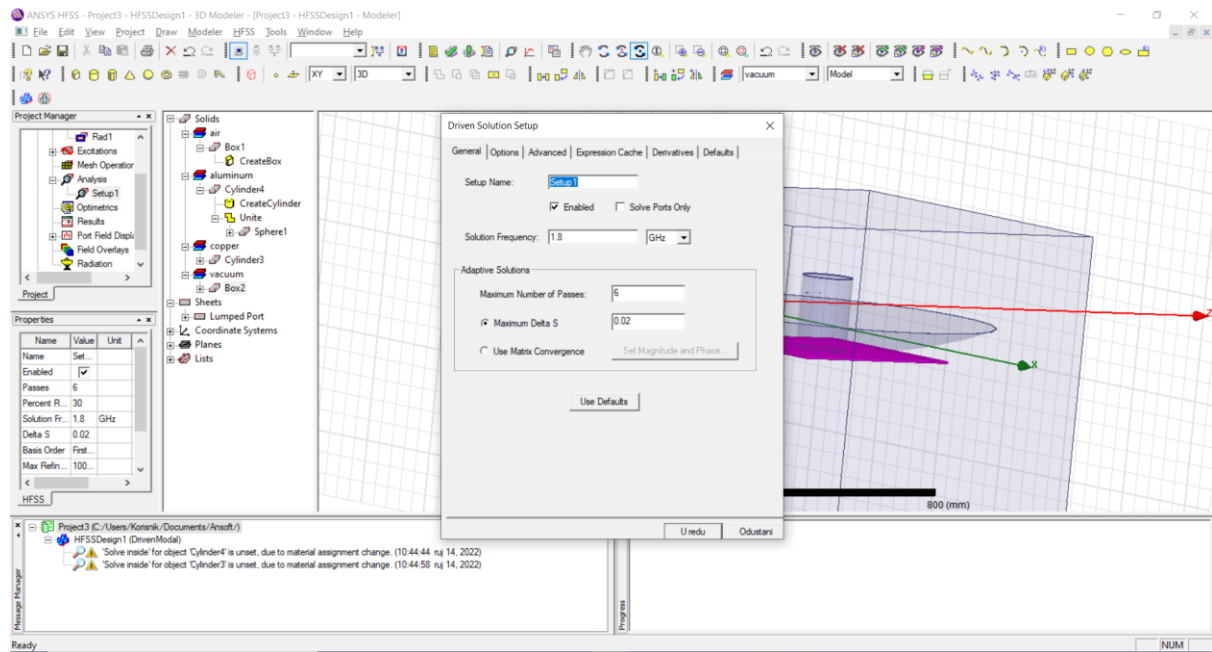 ANSYS HFSS - Project3 - HFSSDesign1 - 3D Modeler - [Project3 - HFSSDesign1 - Modeler]
File Edit View Project Draw Modeler HFSS Tools Window Help
XY 3D vacuum Model
Project Manager
Rad1
Excitations
Mesh Operation
Analysis
Setup1
Optimetrics
Results
Port Field Displa
Field Overlays
Radiation
Project
Properties
Name Value Unit
Name Set...
Enabled
Passes 6
Percent R... 30
Solution Fr... 1.8 GHz
Delta S 0.02
Basis Order First...
Max Refin... 100...
HFSS
Solids
air
Box1
CreateBox
aluminum
Cylinder4
CreateCylinder
Unite
Sphere1
copper
Cylinder3
vacuum
Box2
Sheets
Lumped Port
Coordinate Systems
Planes
Lists
Driven Solution Setup
General Options Advanced Expression Cache Derivatives Defaults
Setup Name: Setup1
Enabled Solve Ports Only
Solution Frequency: 1.8 GHz
Adaptive Solutions
Maximum Number of Passes: 6
Maximum Delta S 0.02
Use Matrix Convergence Set Magnitude and Phase...
Use Defaults
U redu Odustani
Z
X
800 (mm)
Message Manager
Project3 (C:/Users/Korisnik/Documents/Ansoft/)
HFSSDesign1 (DrivenModal)
'Solve inside' for object 'Cylinder4' is unset, due to material assignment change. (10:44:44 ruj 14, 2022)
'Solve inside' for object 'Cylinder3' is unset, due to material assignment change. (10:44:58 ruj 14, 2022)
Progress
Ready NUM